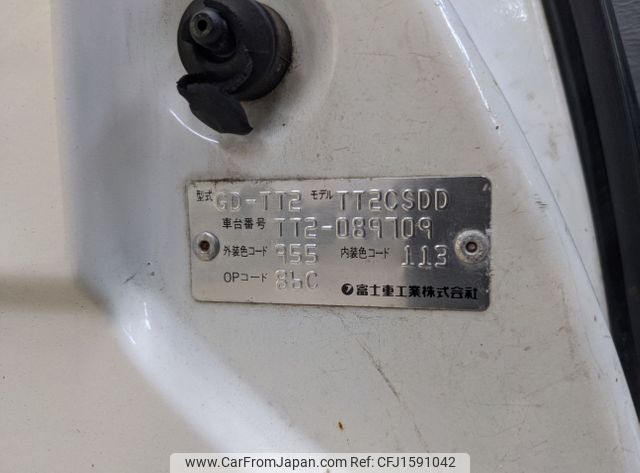 型式 GD-TT2 モデル TT2CSDD
車台番号 TT2-089709
外装色コード 955 内装色コード 113
OPコード 8bC
フ 富士重工業株式会社
www.CarFromJapan.com Ref: CFJ1591042